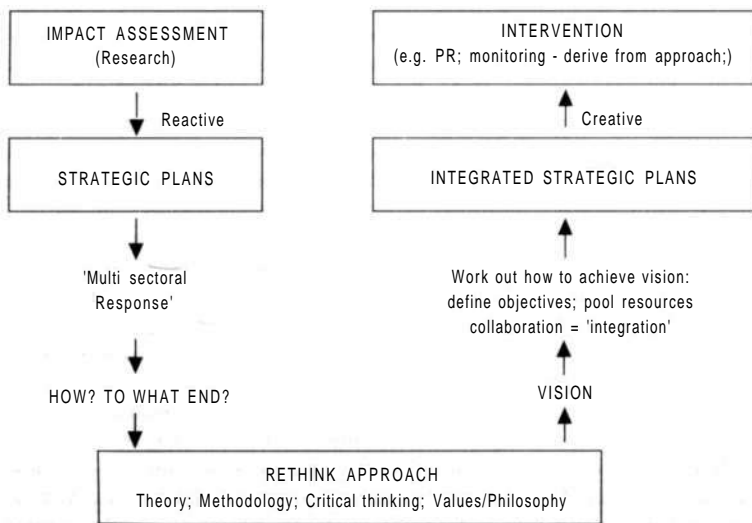 IMPACT ASSESSMENT
(Research)
Reactive
STRATEGIC PLANS
'Multi sectoral
Response'
HOW? TO WHAT END?
RETHINK APPROACH
Theory; Methodology; Critical thinking; Values/Philosophy
VISION
Work out how to achieve vision:
define objectives; pool resources
collaboration = 'integration'
INTEGRATED STRATEGIC PLANS
Creative
INTERVENTION
(e.g. PR; monitoring - derive from approach;)